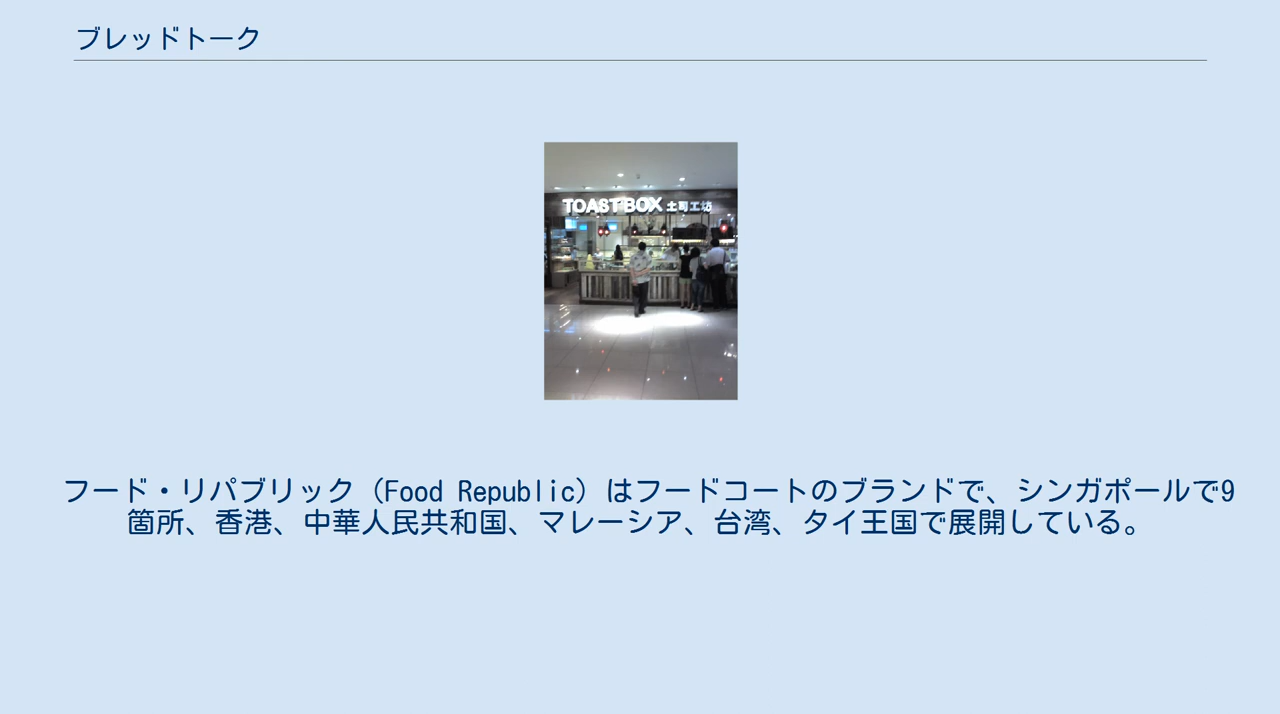 ブレッドトーク
TOAST BOX 土司工坊
フード・リパブリック（Food Republic）はフードコートのブランドで、シンガポールで9
箇所、香港、中華人民共和国、マレーシア、台湾、タイ王国で展開している。